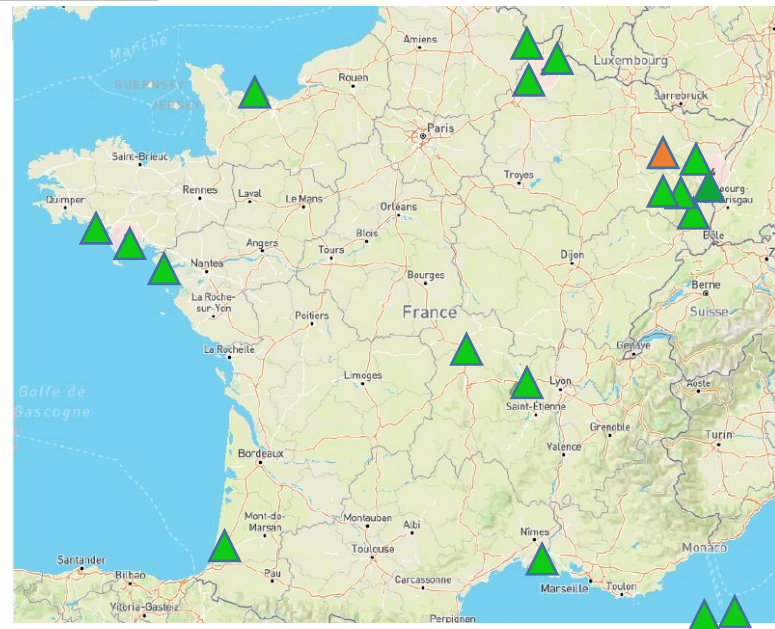 Manche
Amiens
Luxembourg
GUERNSEY
Rouen
JERSEY
Sarrebruck
Paris
Saint-Brieuc
Troyes
Quimper
Rennes
Laval
Le Mans
Orléans
Bâle
Angers
Blois
Tours
Dijon
Nantes
Bourges
Berne
La Roche-
sur-Yon
Poitiers
France
Suisse
La Rochelle
Genève
Limoges
Lyon
Aoste
Golfe de
Gascogne
Saint-Étienne
Grenoble
Turin
Valence
Bordeaux
Mont-de-
Marsan
Montauban
Albi
Nîmes
Toulouse
Monaco
Santander
Bilbao
Pau
Carcassonne
Marseille
Toulon
Vitoria-Gasteiz
Perpignan